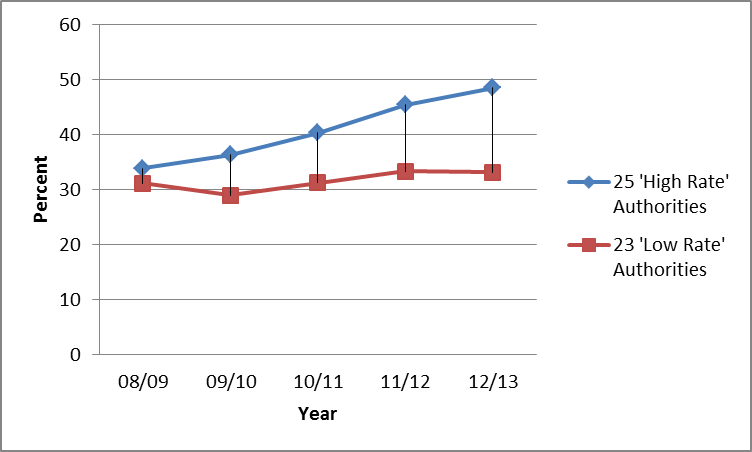 60
50
40
30
20
10
0
Percent
08/09 09/10 10/11 11/12 12/13
Year
25 'High Rate'
Authorities
23 'Low Rate'
Authorities